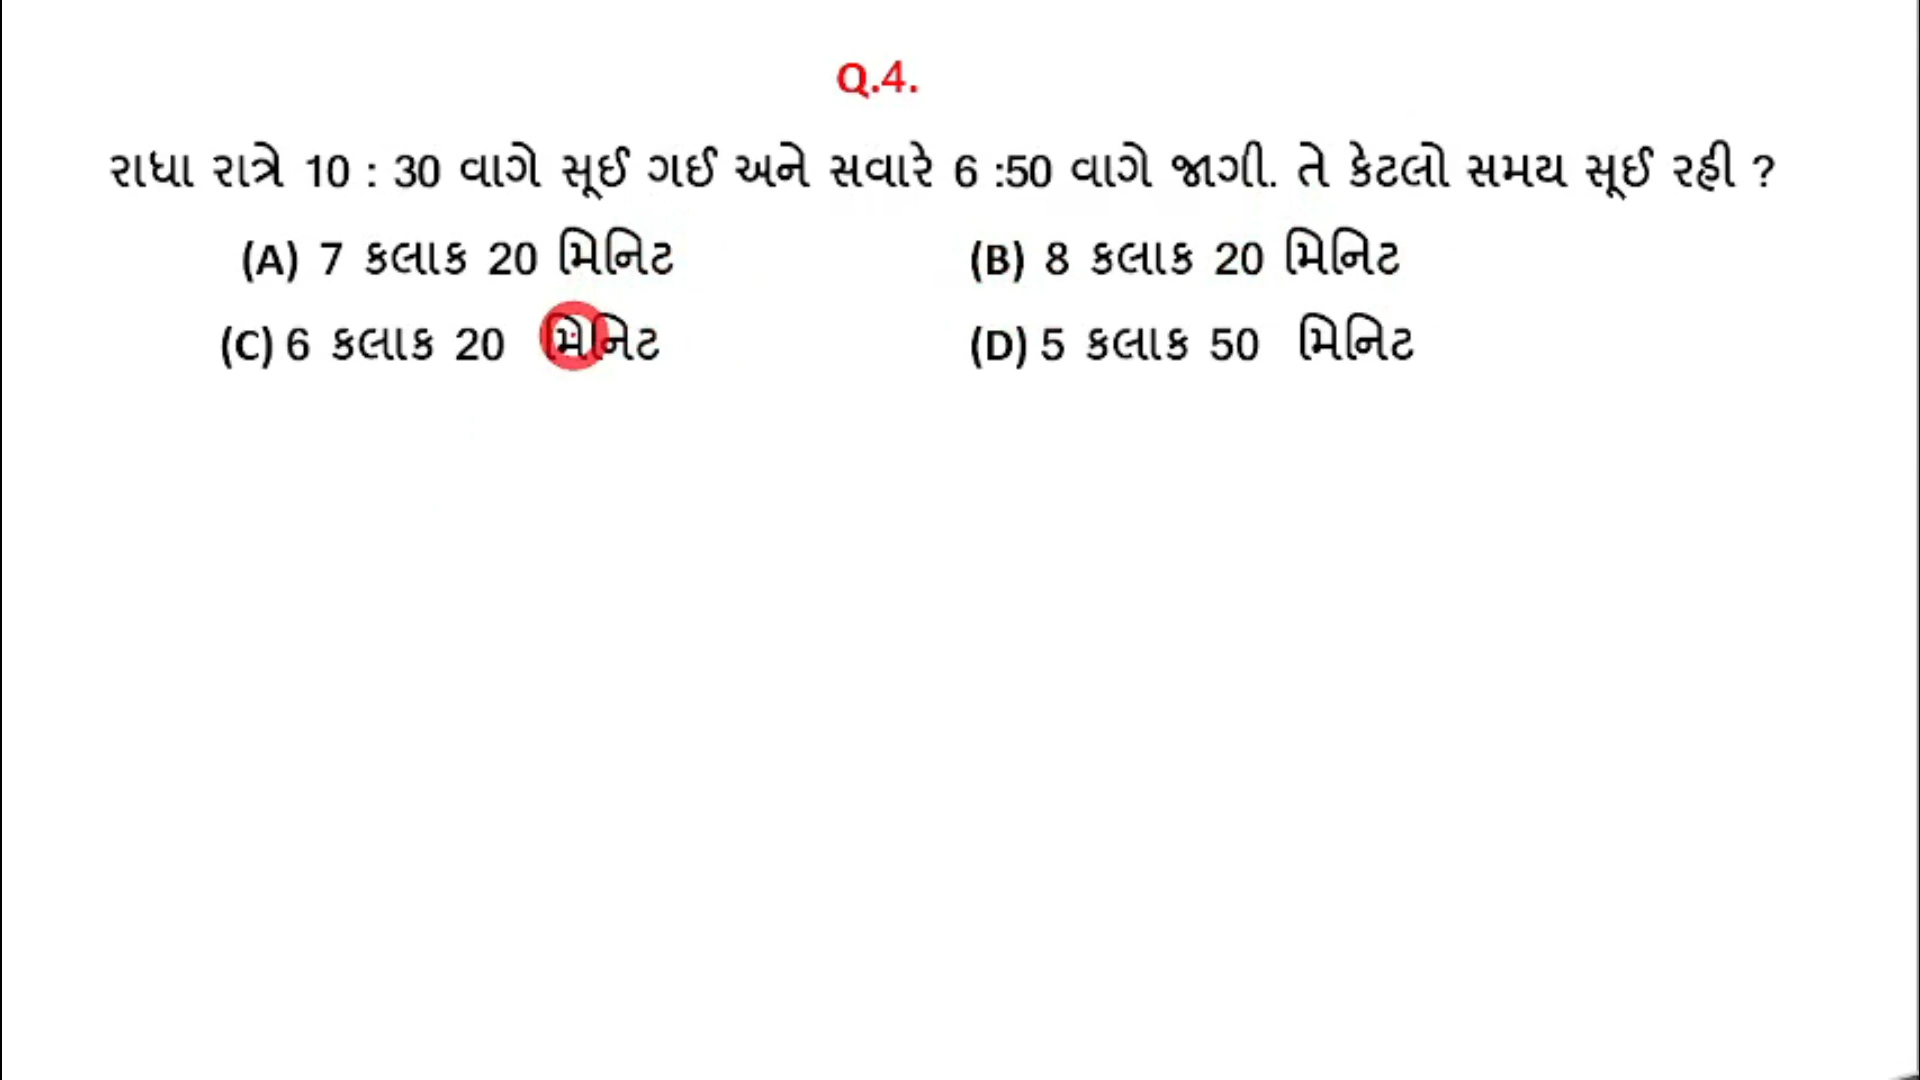 Q.4.
રાધા રાત્રે 10 : 30 વાગે સૂઈ ગઈ અને સવારે 6 :50 વાગે જાગી. તે કેટલો સમય સૂઈ રહી ?
(A) 7 કલાક 20 મિનિટ (B) 8 કલાક 20 મિનિટ
(C) 6 કલાક 20 મિનિટ (D) 5 કલાક 50 મિનિટ